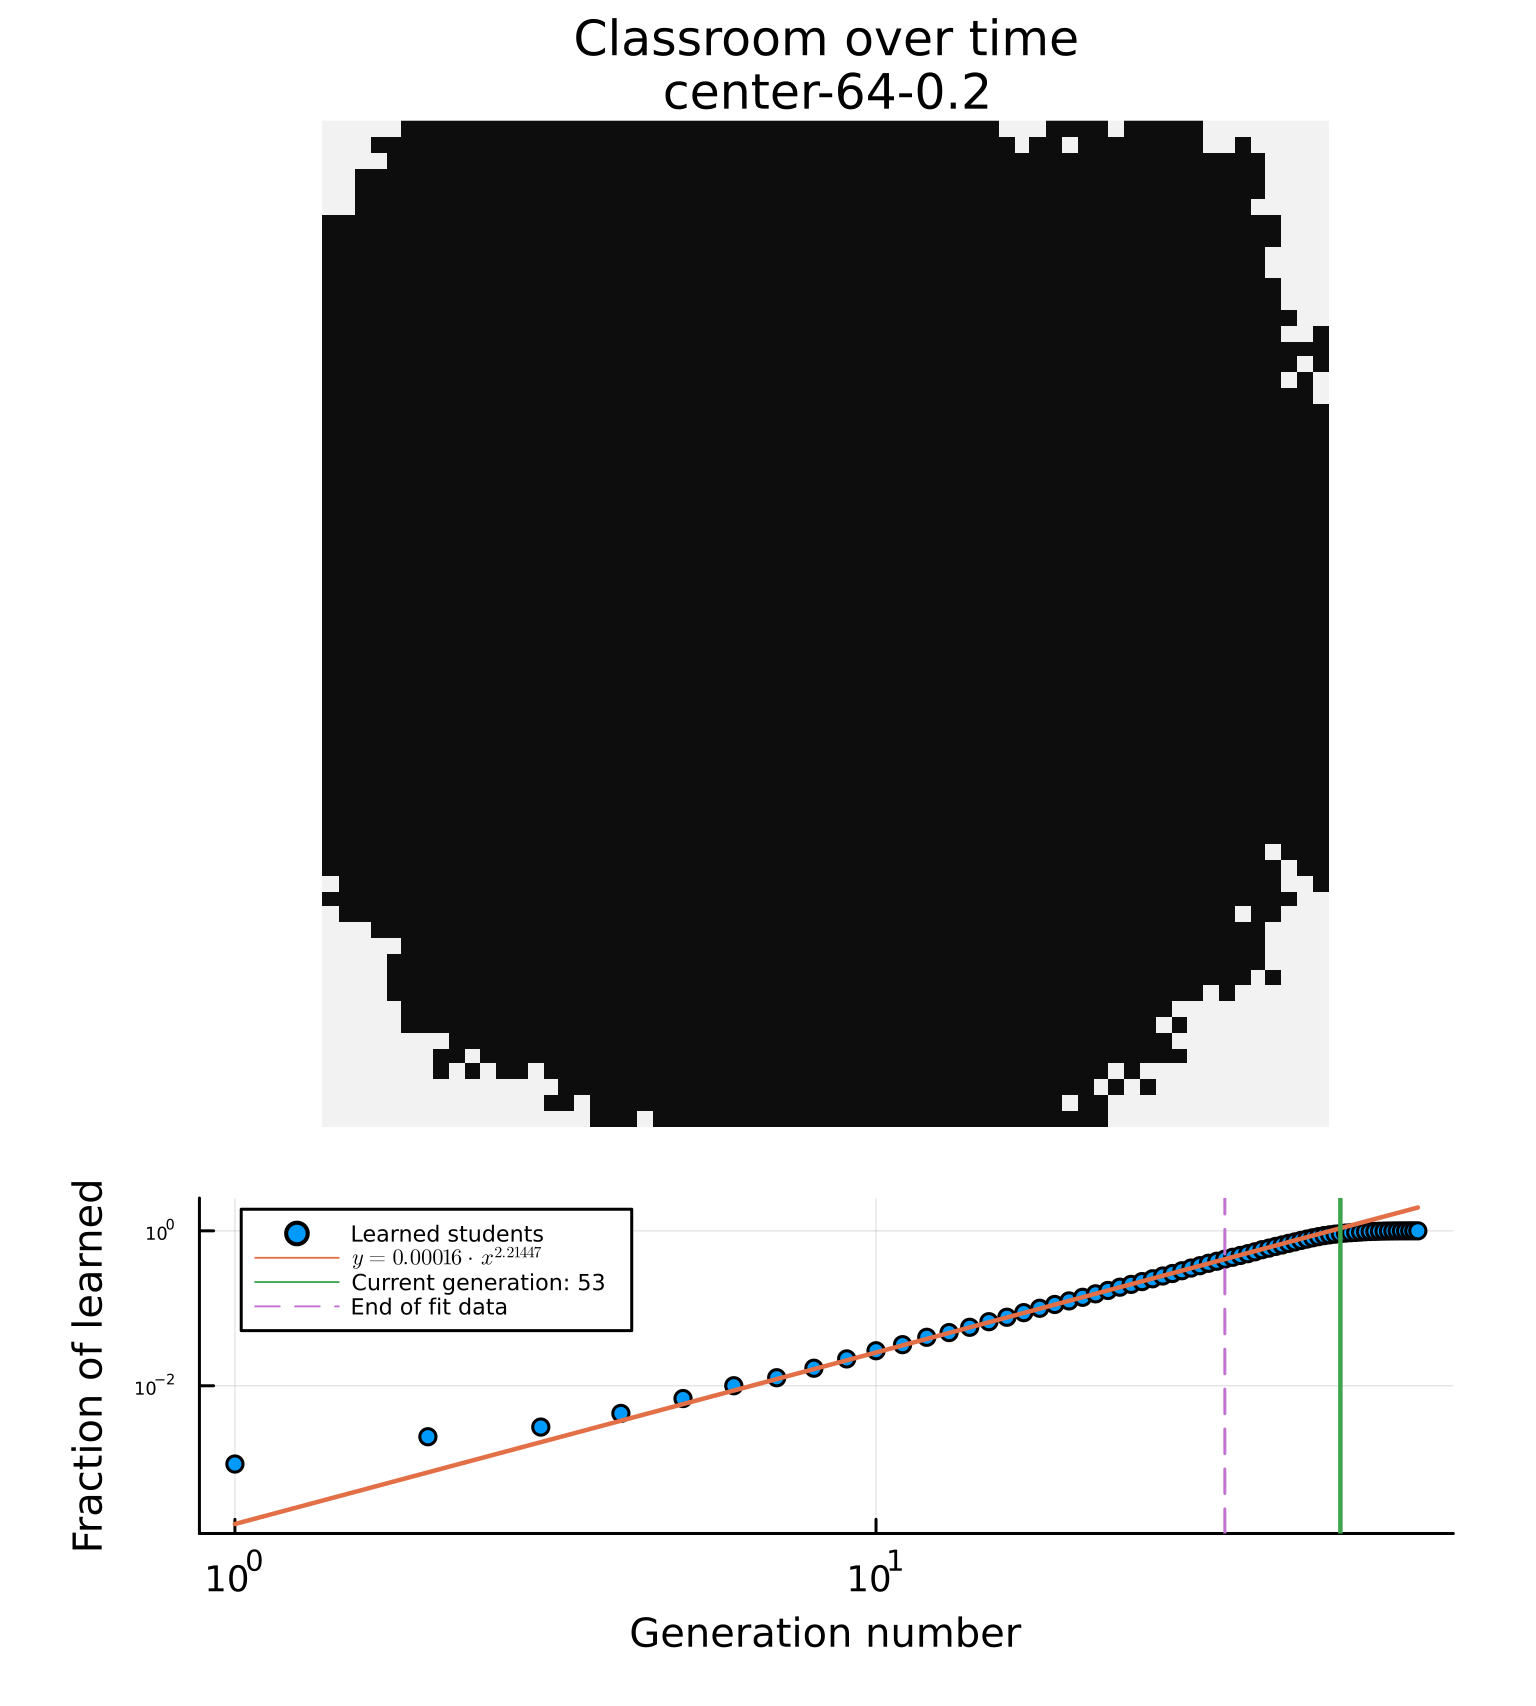 Classroom over time
center-64-0.2
Fraction of learned
10^0
10^-2
Learned students
y = 0.00016 · x^2.21447
Current generation: 53
End of fit data
10^0
10^1
Generation number